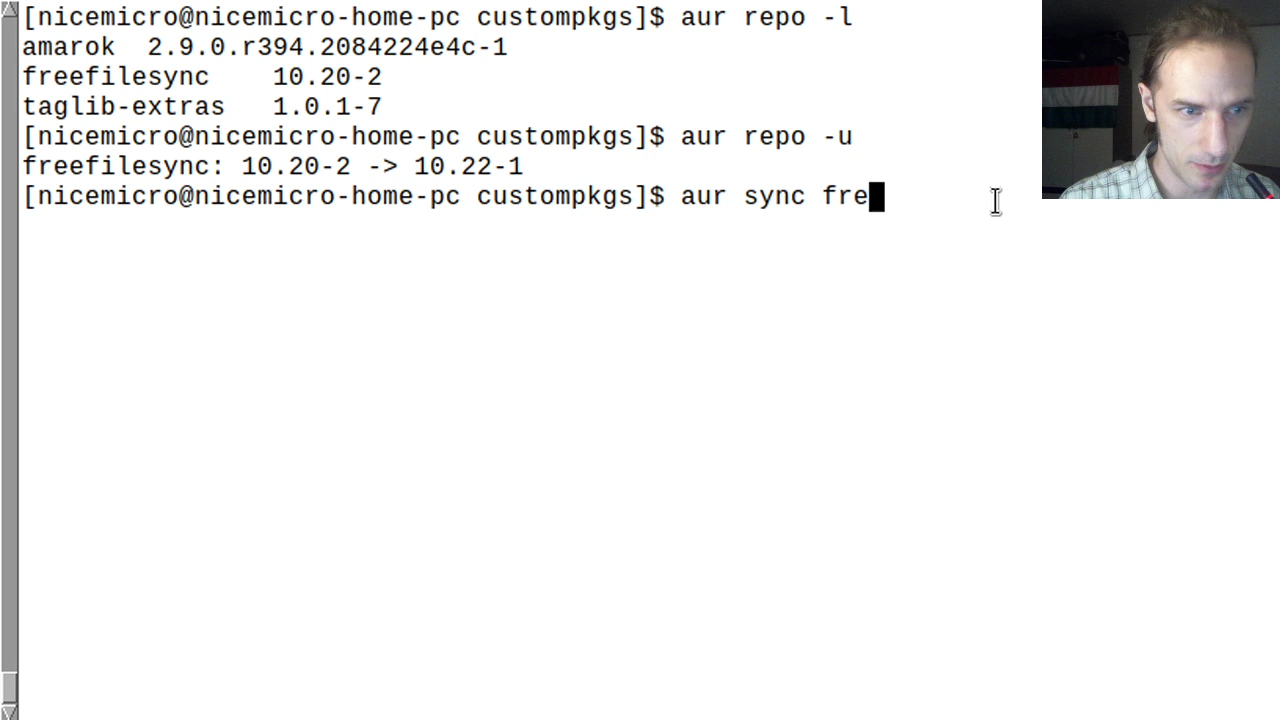 [nicemicro@nicemicro-home-pc custompkgs]$ aur repo -l
amarok  2.9.0.r394.2084224e4c-1
freefilesync    10.20-2
taglib-extras   1.0.1-7
[nicemicro@nicemicro-home-pc custompkgs]$ aur repo -u
freefilesync: 10.20-2 -> 10.22-1
[nicemicro@nicemicro-home-pc custompkgs]$ aur sync fre